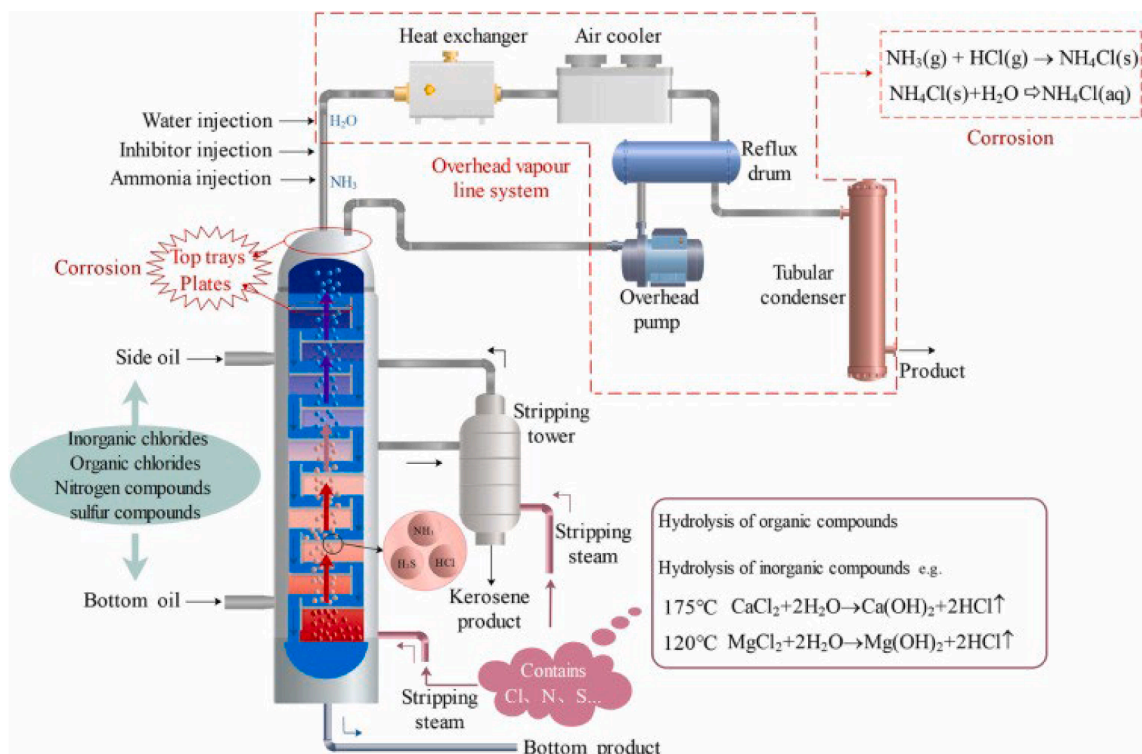 Heat exchanger
Air cooler
NH₃(g) + HCl(g) → NH₄Cl(s)
NH₄Cl(s)+H₂O ⇨NH₄Cl(aq)
Corrosion
Water injection
H₂O
Inhibitor injection
Ammonia injection
NH₃
Overhead vapour
line system
Reflux
drum
Corrosion
Top trays
Plates
Overhead
pump
Tubular
condenser
Product
Side oil
Stripping
tower
Inorganic chlorides
Organic chlorides
Nitrogen compounds
sulfur compounds
NH₃
H₂S
HCl
Stripping
steam
Kerosene
product
Bottom oil
Hydrolysis of organic compounds
Hydrolysis of inorganic compounds e.g.
175℃ CaCl₂+2H₂O→Ca(OH)₂+2HCl↑
120℃ MgCl₂+2H₂O→Mg(OH)₂+2HCl↑
Contains
Cl、N、S...
Stripping
steam
Bottom product